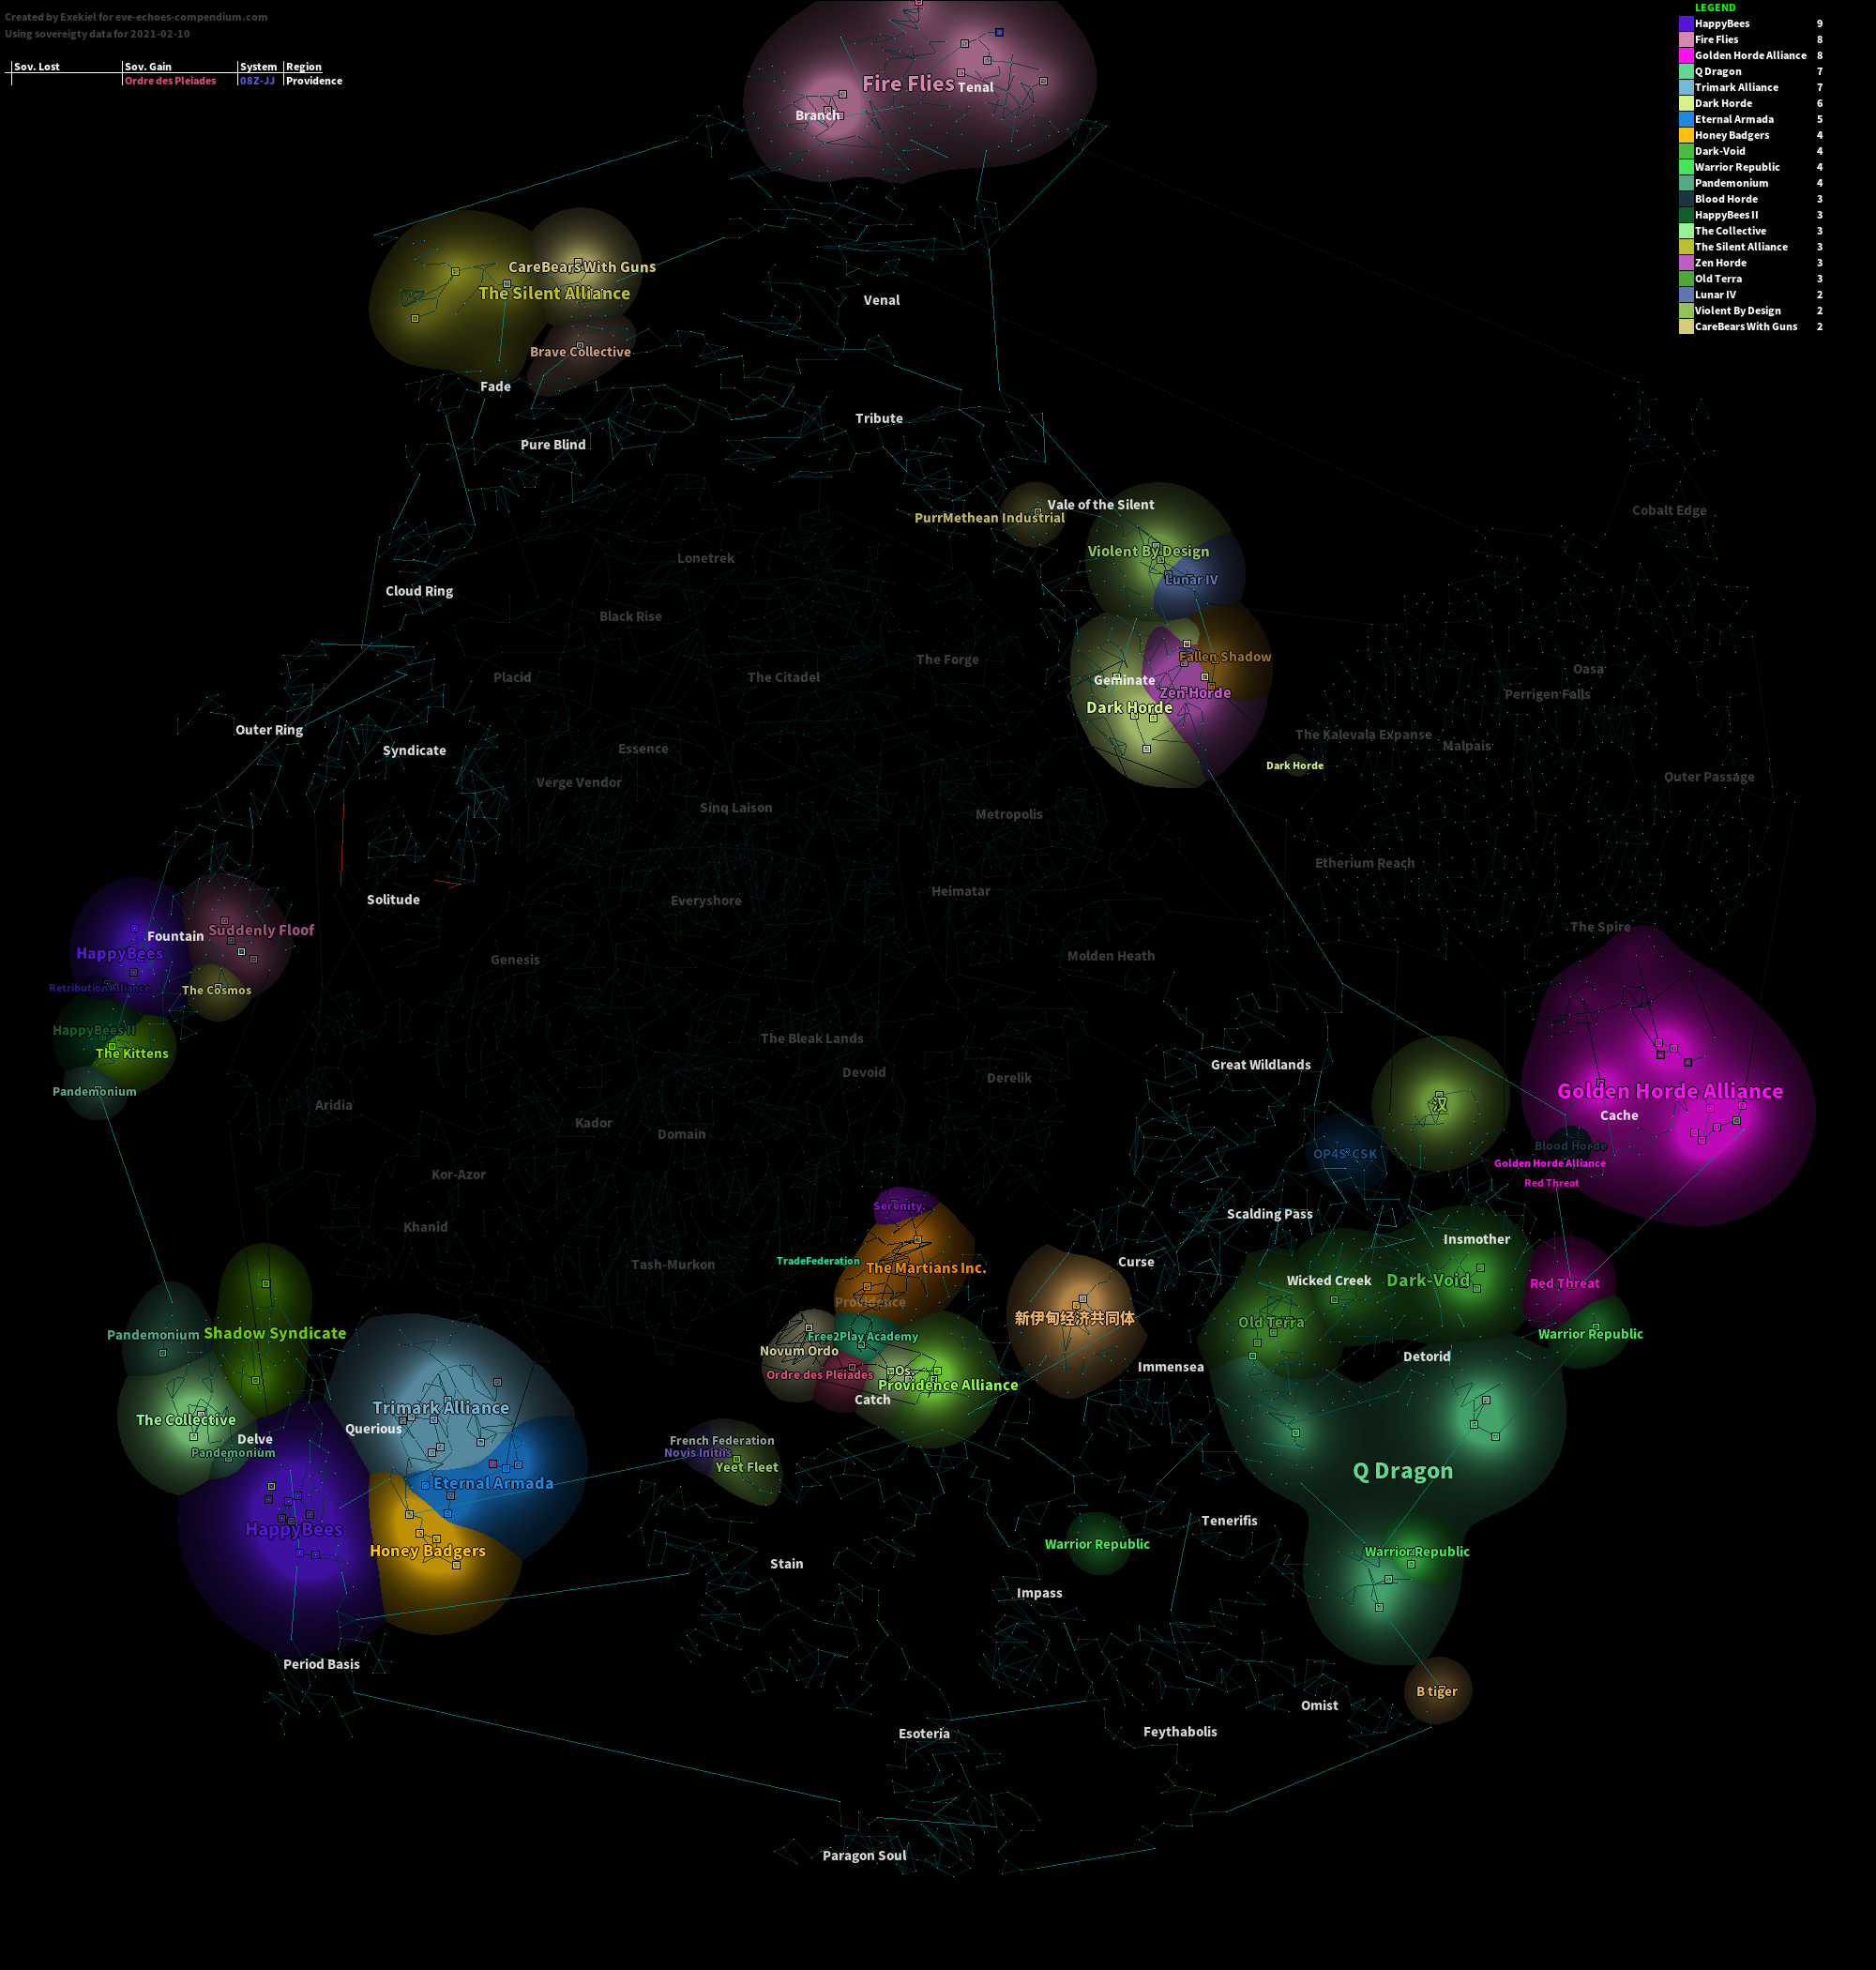 Created by Exekiel for eve-echoes-compendium.com
Using sovereigty data for 2021-02-10
Sov. Lost Sov. Gain System Region
Ordre des Pleiades 08Z-JJ Providence
LEGEND
HappyBees 9
Fire Flies 8
Golden Horde Alliance 8
Q Dragon 7
Trimark Alliance 7
Dark Horde 6
Eternal Armada 5
Honey Badgers 4
Dark-Void 4
Warrior Republic 4
Pandemonium 4
Blood Horde 3
HappyBees II 3
The Collective 3
The Silent Alliance 3
Zen Horde 3
Old Terra 3
Lunar IV 2
Violent By Design 2
CareBears With Guns 2
Fire Flies
Tenal
Branch
CareBears With Guns
The Silent Alliance
Venal
Brave Collective
Fade
Tribute
Pure Blind
Vale of the Silent
PurrMethean Industrial
Cobalt Edge
Violent By Design
Lonetrek
Lunar IV
Cloud Ring
Black Rise
The Forge
Fallen Shadow
Oasa
Placid
The Citadel
Geminate
Zen Horde
Perrigen Falls
Dark Horde
Outer Ring
Syndicate
Essence
The Kalevala Expanse
Malpais
Dark Horde
Outer Passage
Verge Vendor
Sinq Laison
Metropolis
Etherium Reach
Solitude
Everyshore
Heimatar
Suddenly Floof
Fountain
The Spire
HappyBees
Genesis
Molden Heath
Retribution Alliance
The Cosmos
HappyBees II
The Bleak Lands
The Kittens
Great Wildlands
Devoid
Derelik
Pandemonium
Golden Horde Alliance
Aridia
汉
Cache
Kador
Domain
Blood Horde
OP4S-CSK
Golden Horde Alliance
Kor-Azor
Red Threat
Serenity.
Scalding Pass
Khanid
Insmother
TradeFederation
Curse
Tash-Murkon
The Martians Inc.
Wicked Creek
Dark-Void
Red Threat
Providence
新伊甸经济共同体
Old Terra
Pandemonium
Shadow Syndicate
Free2Play Academy
Warrior Republic
Novum Ordo
Detorid
Immensea
Ordre des Pleiades
Os.
Providence Alliance
Catch
Trimark Alliance
The Collective
Querious
Delve
French Federation
Pandemonium
Novis Initiis
Yeet Fleet
Q Dragon
Eternal Armada
HappyBees
Tenerifis
Honey Badgers
Warrior Republic
Warrior Republic
Stain
Impass
Period Basis
B tiger
Omist
Esoteria
Feythabolis
Paragon Soul